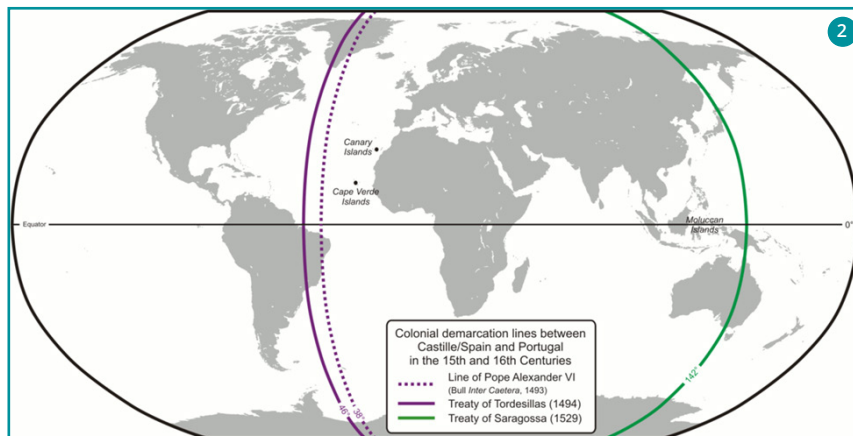 2
Canary
Islands
Cape Verde
Islands
Equator
Moluccan
Islands
0°
Colonial demarcation lines between
Castille/Spain and Portugal
in the 15th and 16th Centuries
Line of Pope Alexander VI
(Bull Inter Caetera, 1493)
Treaty of Tordesillas (1494)
Treaty of Saragossa (1529)
46°
38°
142°